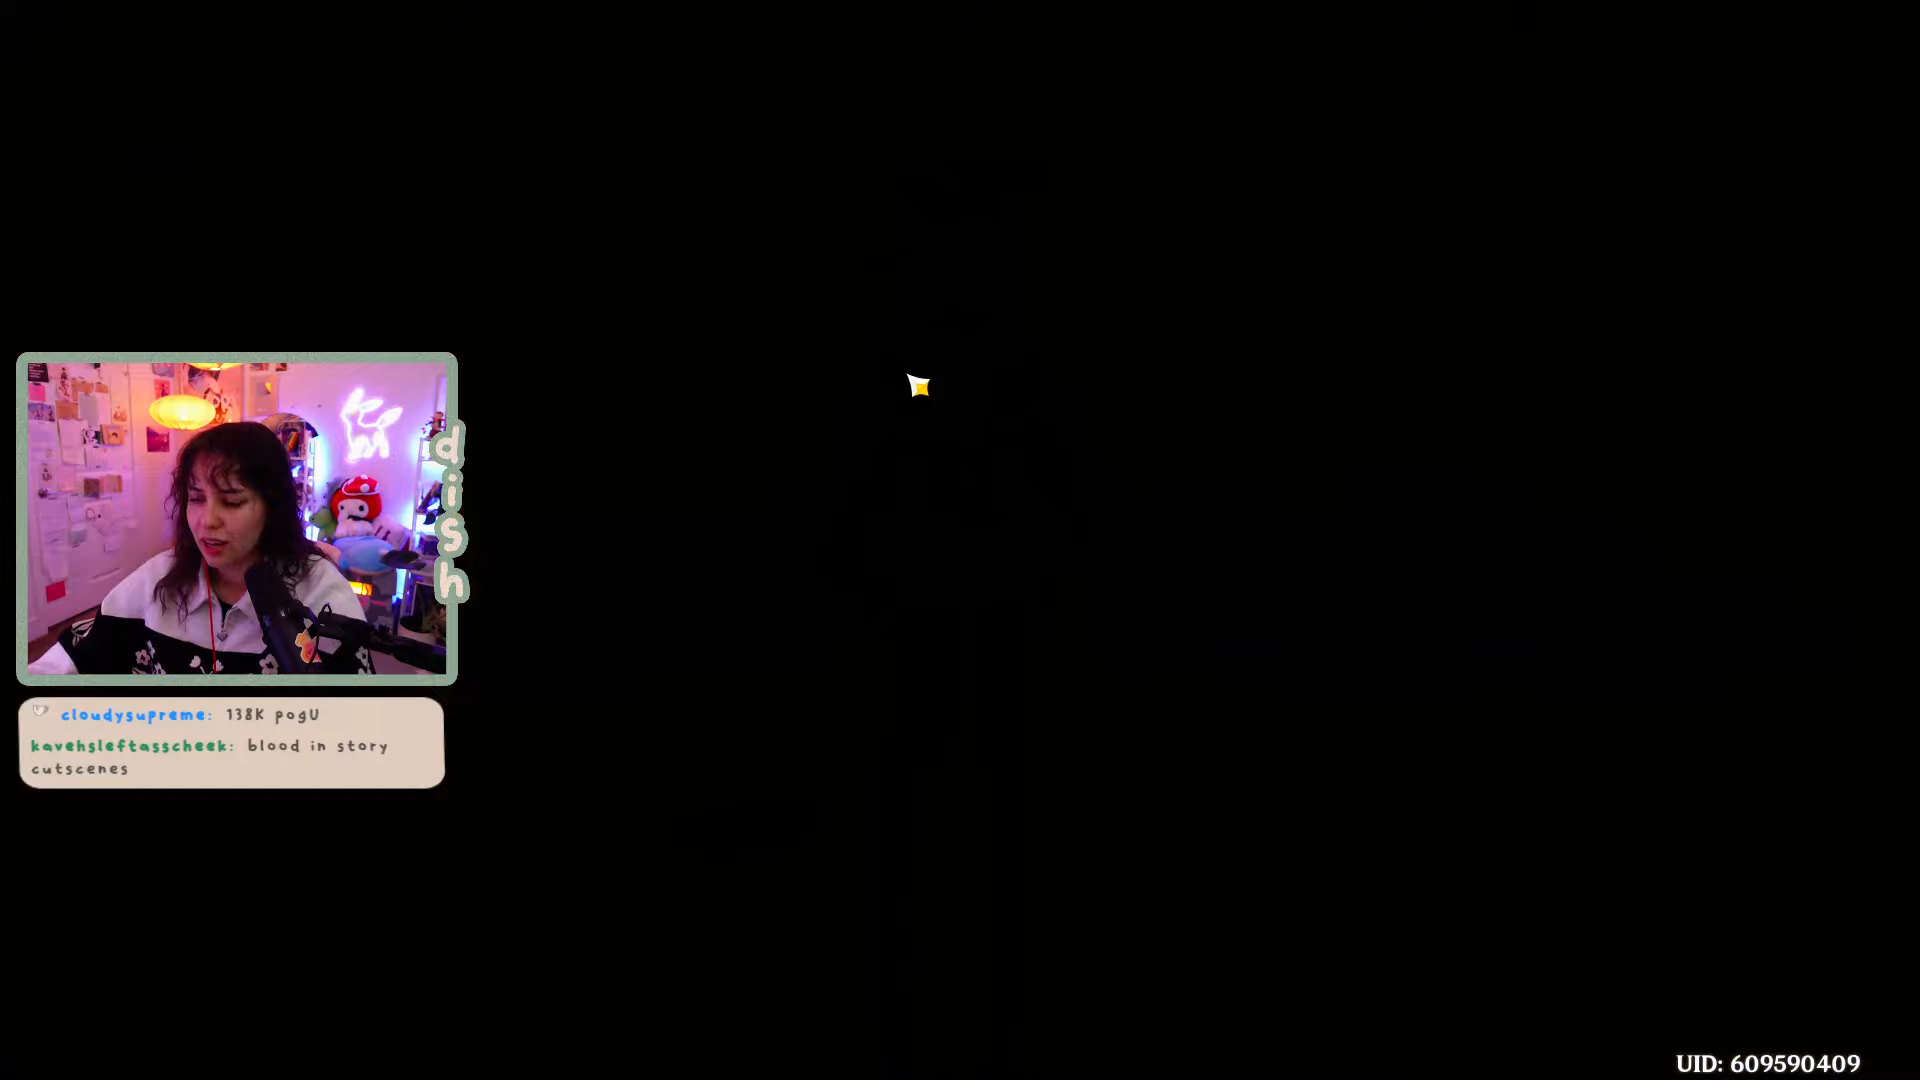 dish
cloudysupreme: 138K pogU
kavehsleftasscheek: blood in story
cutscenes
UID: 609590409